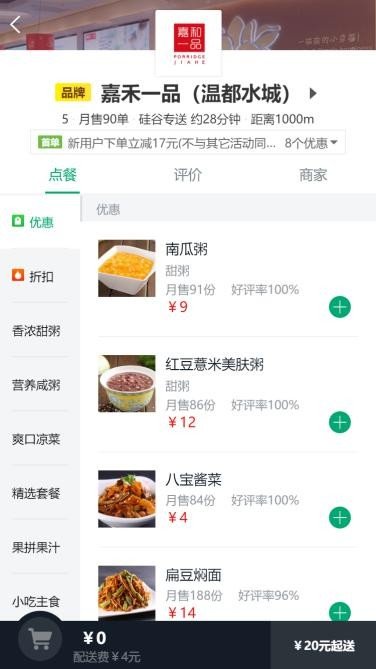 一碗粥的小幸福!
嘉和一品
PORRIDGE
JIAHE
品牌 嘉禾一品（温都水城）
5 · 月售90单 · 硅谷专送 约28分钟 · 距离1000m
首单 新用户下单立减17元(不与其它活动同... 8个优惠
点餐 评价 商家
优惠
折扣
香浓甜粥
营养咸粥
爽口凉菜
精选套餐
果拼果汁
小吃主食
优惠
南瓜粥
甜粥
月售91份 好评率100%
￥9
红豆薏米美肤粥
甜粥
月售86份 好评率100%
￥12
八宝酱菜
月售84份 好评率100%
￥4
扁豆焖面
月售188份 好评率96%
￥14
￥0
配送费￥4元
￥20元起送